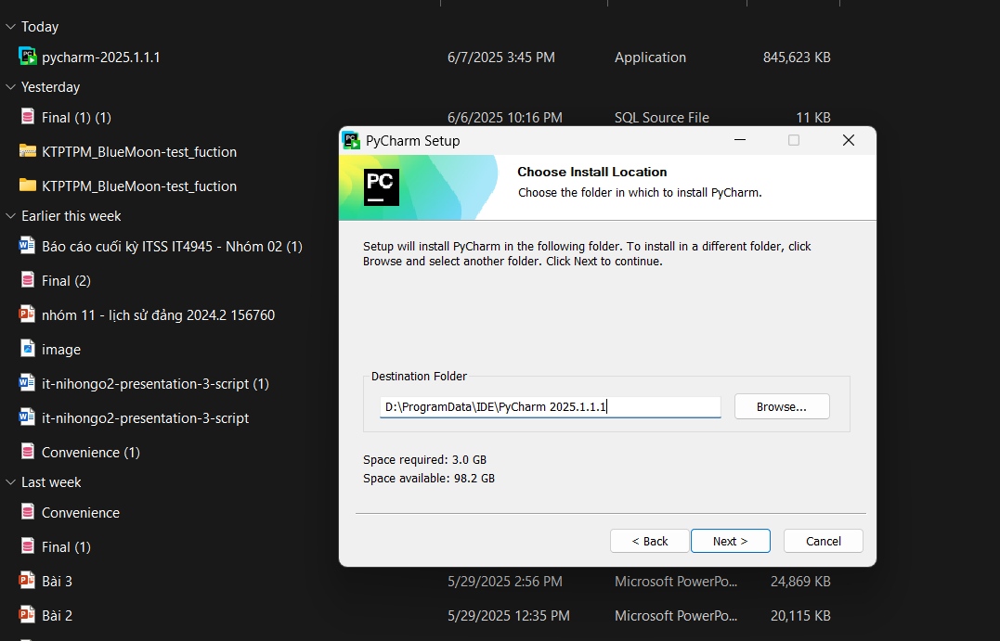 Today
pycharm-2025.1.1.1 6/7/2025 3:45 PM Application 845,623 KB
Yesterday
Final (1) (1) 6/6/2025 10:16 PM SQL Source File 11 KB
KTPTPM_BlueMoon-test_fuction
KTPTPM_BlueMoon-test_fuction
Earlier this week
Báo cáo cuối kỳ ITSS IT4945 - Nhóm 02 (1)
Final (2)
nhóm 11 - lịch sử đảng 2024.2 156760
image
it-nihongo2-presentation-3-script (1)
it-nihongo2-presentation-3-script
Convenience (1)
Last week
Convenience
Final (1)
Bài 3 5/29/2025 2:56 PM Microsoft PowerPo... 24,869 KB
Bài 2 5/29/2025 12:35 PM Microsoft PowerPo... 20,115 KB
PyCharm Setup
PC
Choose Install Location
Choose the folder in which to install PyCharm.
Setup will install PyCharm in the following folder. To install in a different folder, click
Browse and select another folder. Click Next to continue.
Destination Folder
D:\ProgramData\IDE\PyCharm 2025.1.1.1
Browse...
Space required: 3.0 GB
Space available: 98.2 GB
< Back Next > Cancel